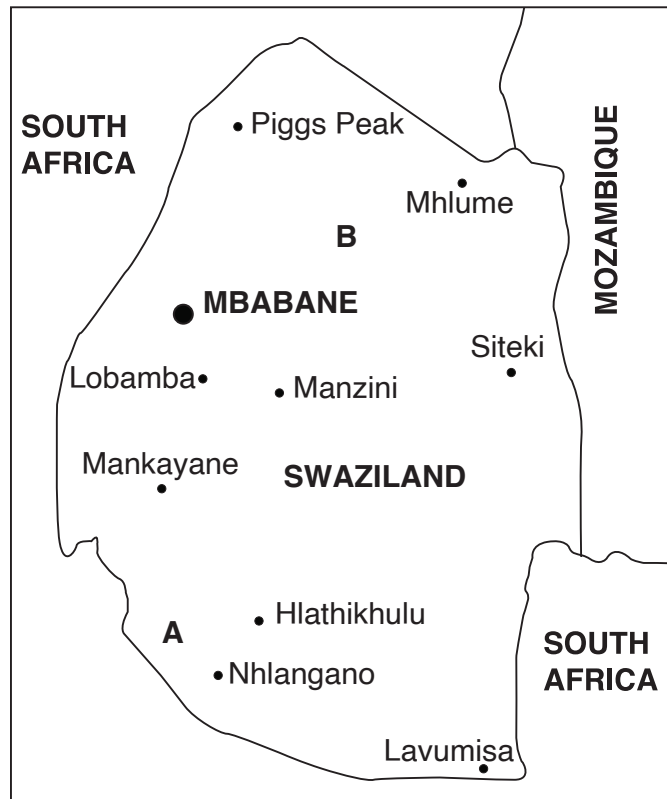 SOUTH
AFRICA
Piggs Peak
MOZAMBIQUE
Mhlume
B
MBABANE
Siteki
Lobamba
Manzini
Mankayane
SWAZILAND
Hlathikhulu
A
SOUTH
AFRICA
Nhlangano
Lavumisa